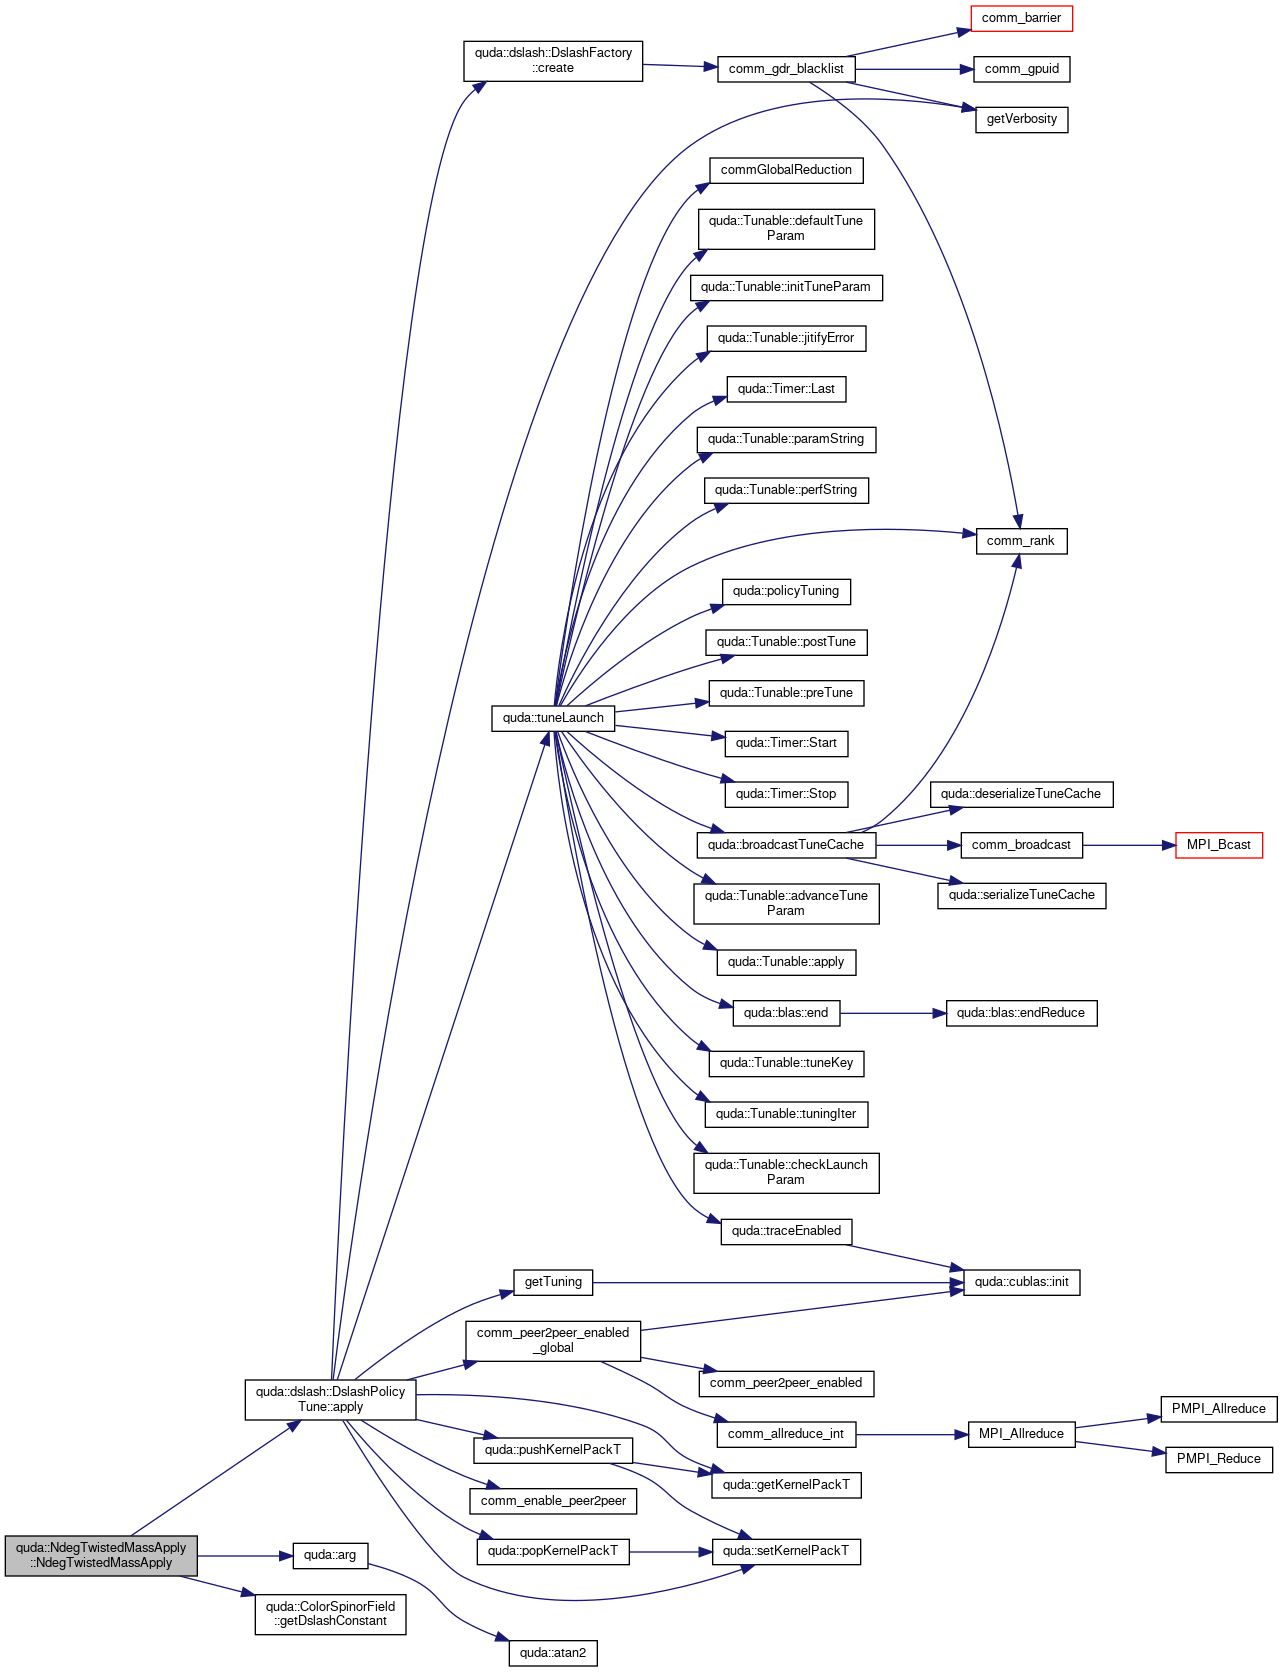 comm_barrier
quda::dslash::DslashFactory
::create
comm_gdr_blacklist
comm_gpuid
getVerbosity
commGlobalReduction
quda::Tunable::defaultTune
Param
quda::Tunable::initTuneParam
quda::Tunable::jitifyError
quda::Timer::Last
quda::Tunable::paramString
quda::Tunable::perfString
comm_rank
quda::policyTuning
quda::Tunable::postTune
quda::Tunable::preTune
quda::tuneLaunch
quda::Timer::Start
quda::Timer::Stop
quda::deserializeTuneCache
quda::broadcastTuneCache
comm_broadcast
MPI_Bcast
quda::serializeTuneCache
quda::Tunable::advanceTune
Param
quda::Tunable::apply
quda::blas::end
quda::blas::endReduce
quda::Tunable::tuneKey
quda::Tunable::tuningIter
quda::Tunable::checkLaunch
Param
quda::traceEnabled
getTuning
quda::cublas::init
comm_peer2peer_enabled
_global
comm_peer2peer_enabled
quda::dslash::DslashPolicy
Tune::apply
PMPI_Allreduce
comm_allreduce_int
MPI_Allreduce
quda::pushKernelPackT
PMPI_Reduce
quda::getKernelPackT
comm_enable_peer2peer
quda::NdegTwistedMassApply
::NdegTwistedMassApply
quda::arg
quda::popKernelPackT
quda::setKernelPackT
quda::ColorSpinorField
::getDslashConstant
quda::atan2